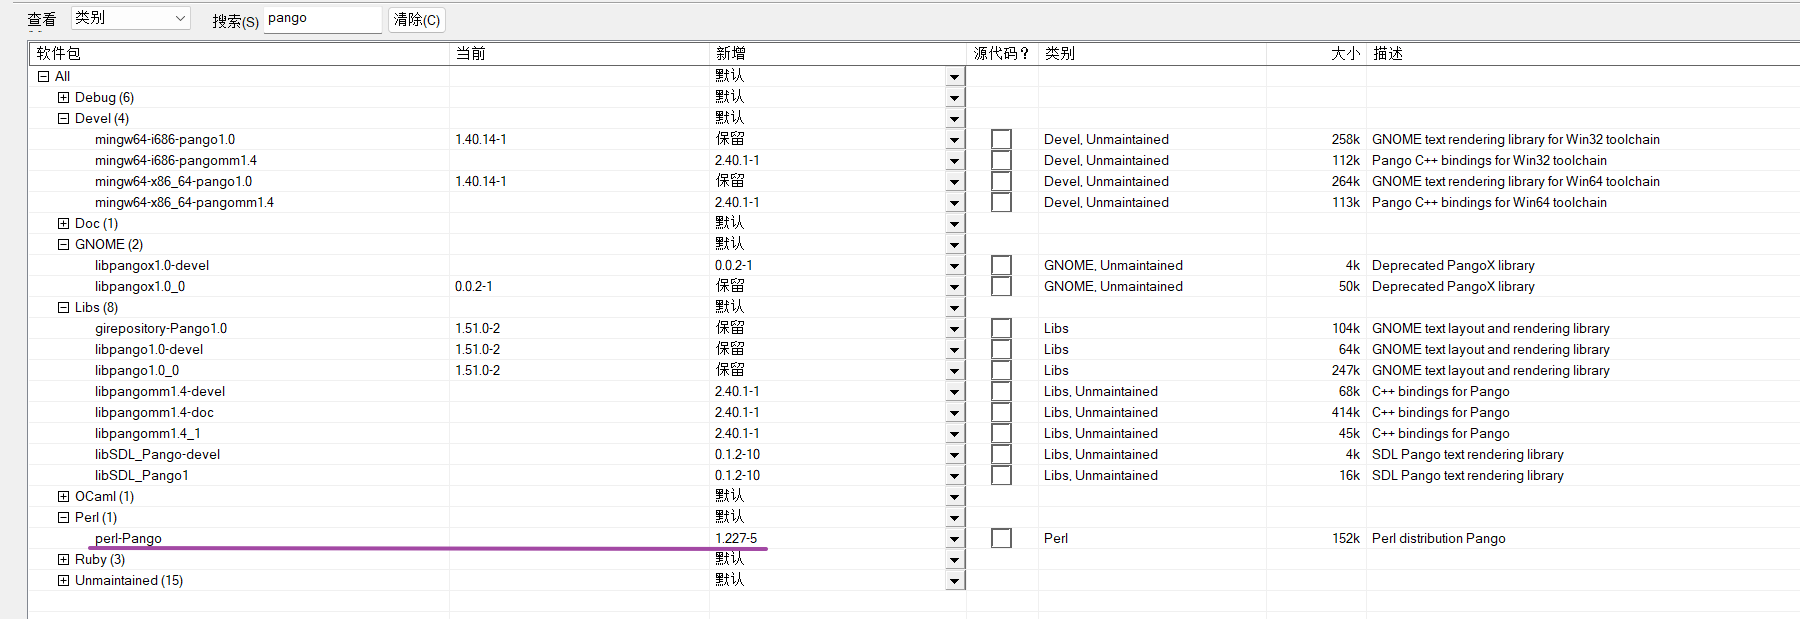 查看 类别 搜索(S) pango 清除(C)
软件包 当前 新增 源代码? 类别 大小 描述
All 默认
Debug (6) 默认
Devel (4) 默认
mingw64-i686-pango1.0 1.40.14-1 保留 Devel, Unmaintained 258k GNOME text rendering library for Win32 toolchain
mingw64-i686-pangomm1.4 2.40.1-1 Devel, Unmaintained 112k Pango C++ bindings for Win32 toolchain
mingw64-x86_64-pango1.0 1.40.14-1 保留 Devel, Unmaintained 264k GNOME text rendering library for Win64 toolchain
mingw64-x86_64-pangomm1.4 2.40.1-1 Devel, Unmaintained 113k Pango C++ bindings for Win64 toolchain
Doc (1) 默认
GNOME (2) 默认
libpangox1.0-devel 0.0.2-1 GNOME, Unmaintained 4k Deprecated PangoX library
libpangox1.0_0 0.0.2-1 保留 GNOME, Unmaintained 50k Deprecated PangoX library
Libs (8) 默认
girepository-Pango1.0 1.51.0-2 保留 Libs 104k GNOME text layout and rendering library
libpango1.0-devel 1.51.0-2 保留 Libs 64k GNOME text layout and rendering library
libpango1.0_0 1.51.0-2 保留 Libs 247k GNOME text layout and rendering library
libpangomm1.4-devel 2.40.1-1 Libs, Unmaintained 68k C++ bindings for Pango
libpangomm1.4-doc 2.40.1-1 Libs, Unmaintained 414k C++ bindings for Pango
libpangomm1.4_1 2.40.1-1 Libs, Unmaintained 45k C++ bindings for Pango
libSDL_Pango-devel 0.1.2-10 Libs, Unmaintained 4k SDL Pango text rendering library
libSDL_Pango1 0.1.2-10 Libs, Unmaintained 16k SDL Pango text rendering library
OCaml (1) 默认
Perl (1) 默认
perl-Pango 1.227-5 Perl 152k Perl distribution Pango
Ruby (3) 默认
Unmaintained (15) 默认